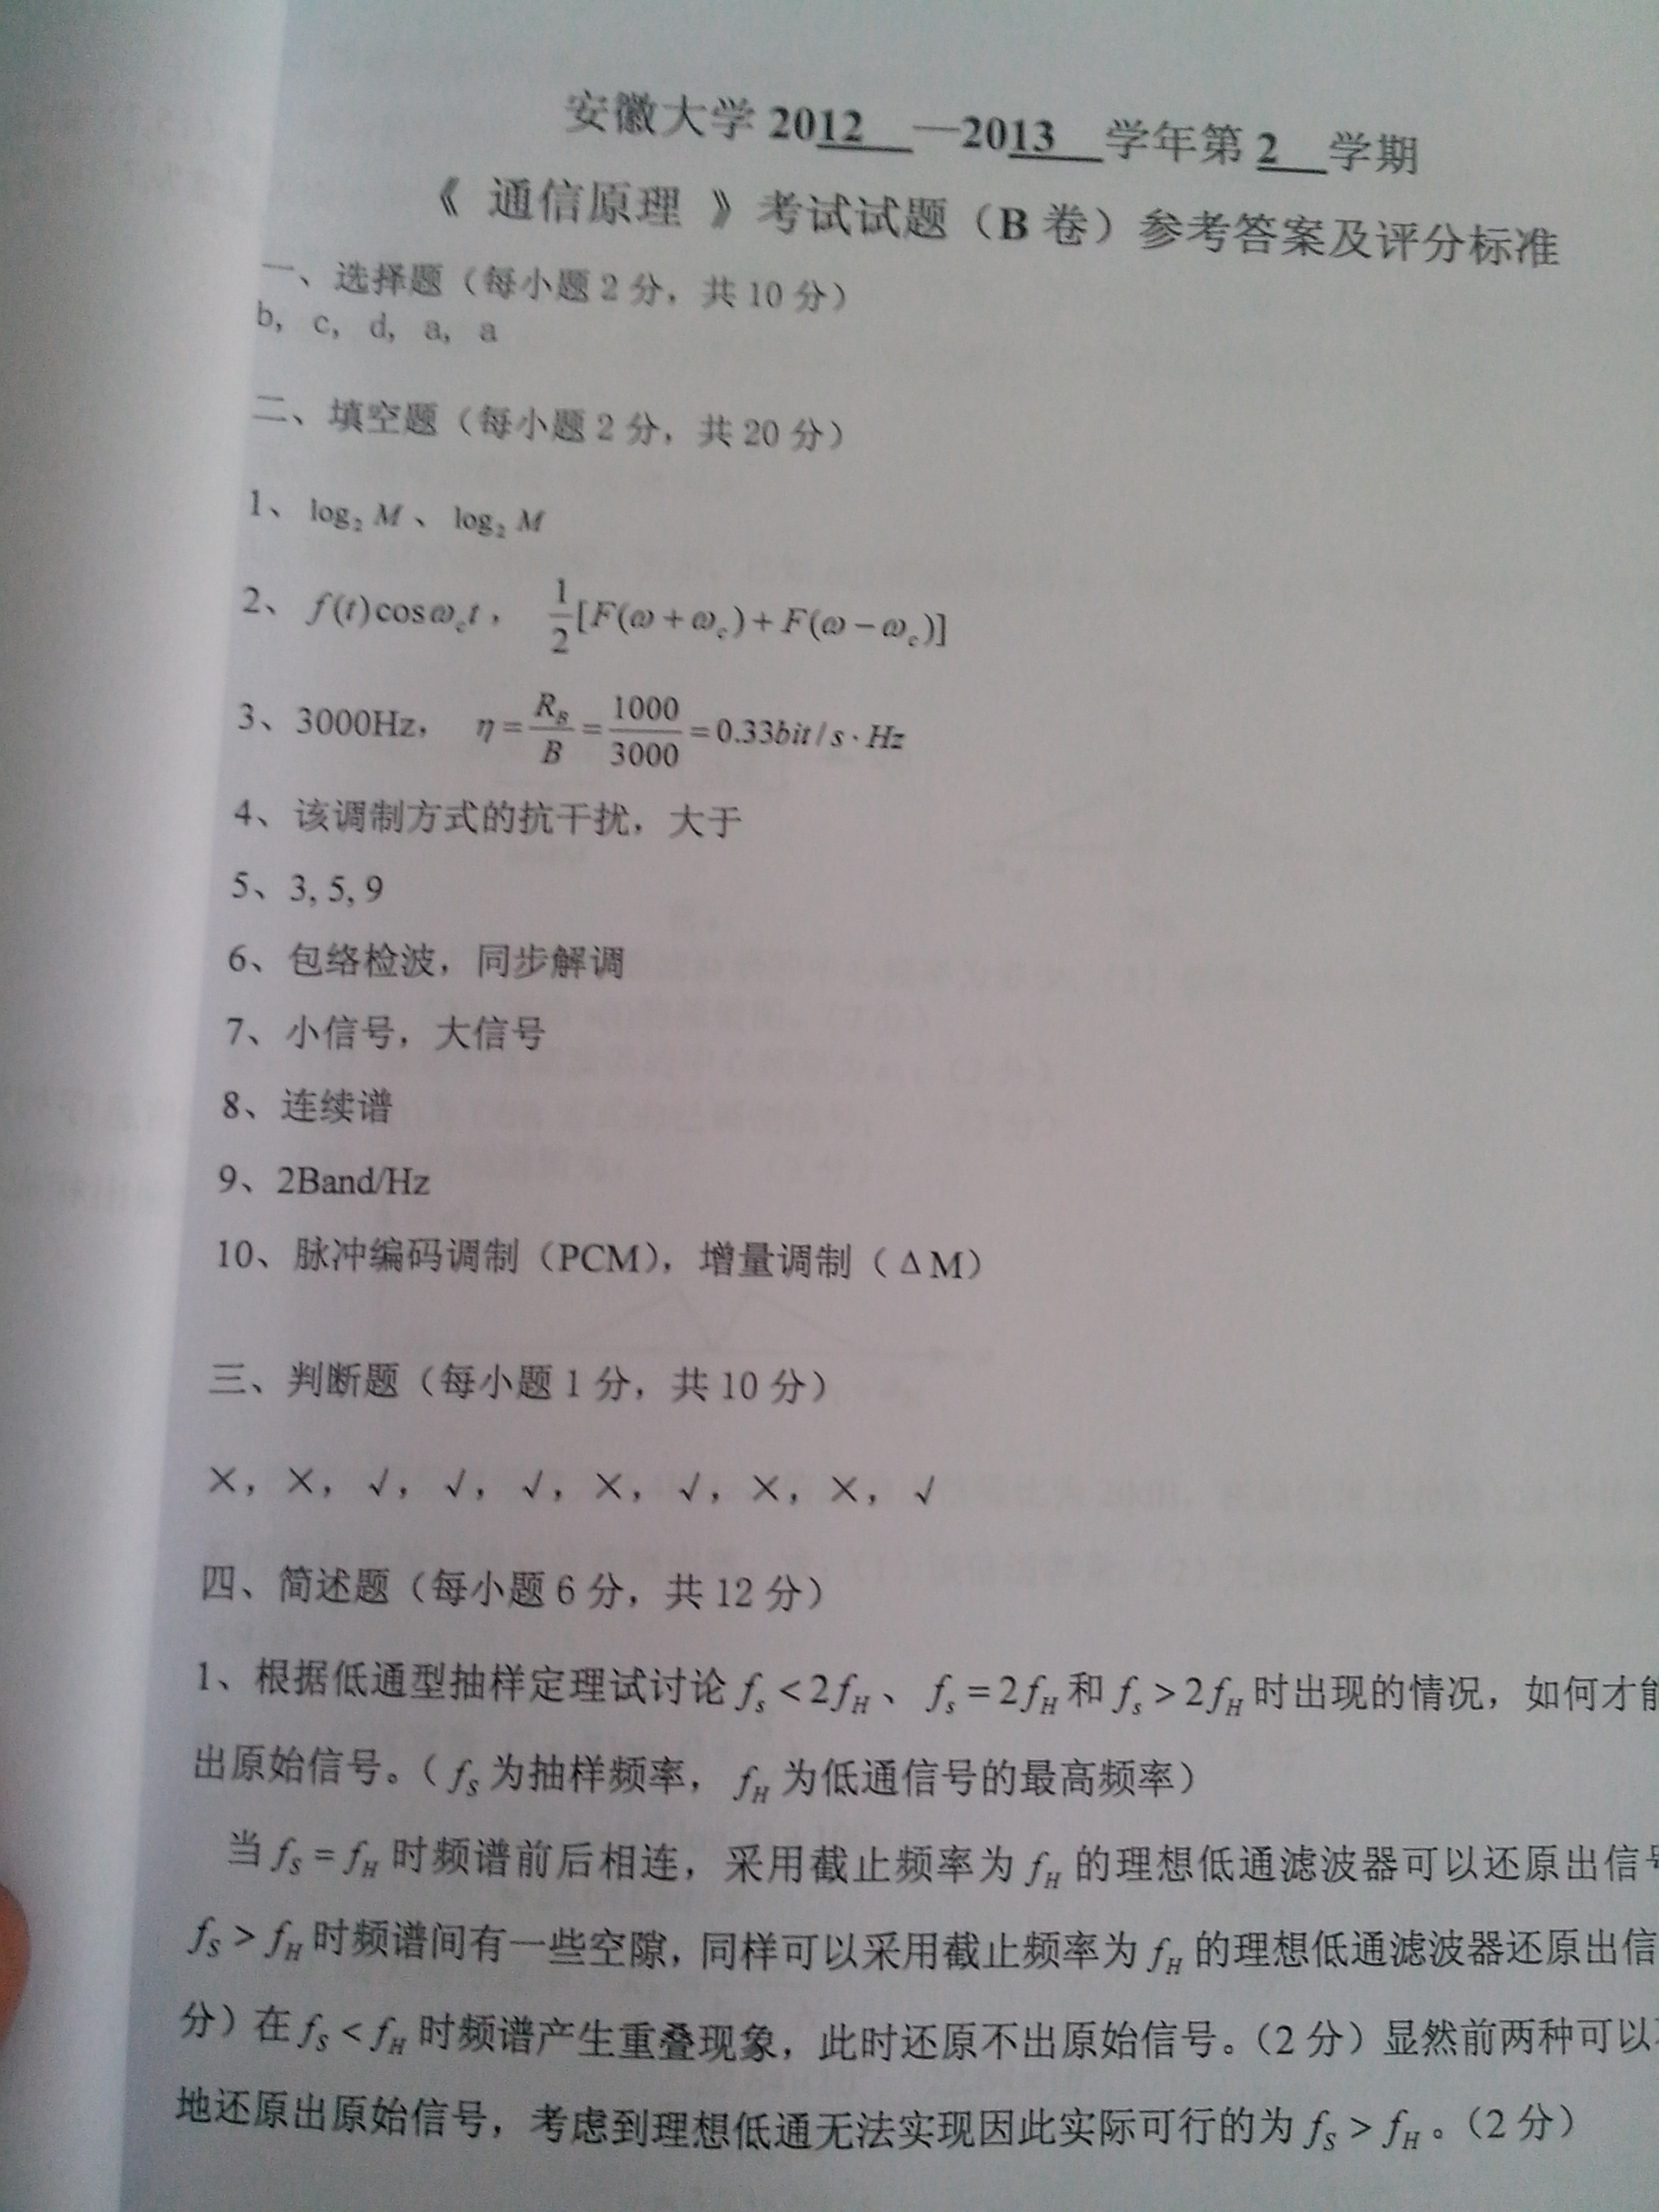 安徽大学 2012 —2013 学年第 2 学期
《 通信原理 》考试试题（B 卷）参考答案及评分标准
一、选择题（每小题 2 分，共 10 分）
b, c, d, a, a
二、填空题（每小题 2 分，共 20 分）
1、log₂ M 、log₂ M
2、f(t)cosω_c t， 1/2[F(ω+ω_c)+F(ω−ω_c)]
3、3000Hz， η = R_B/B = 1000/3000 = 0.33bit/s·Hz
4、该调制方式的抗干扰，大于
5、3, 5, 9
6、包络检波，同步解调
7、小信号，大信号
8、连续谱
9、2Band/Hz
10、脉冲编码调制（PCM），增量调制（ΔM）
三、判断题（每小题 1 分，共 10 分）
×，×，√，√，√，×，√，×，×，√
四、简述题（每小题 6 分，共 12 分）
1、根据低通型抽样定理试讨论 f_s < 2f_H 、 f_s = 2f_H 和 f_s > 2f_H 时出现的情况，如何才能
出原始信号。（ f_S 为抽样频率， f_H 为低通信号的最高频率）
当 f_S = f_H 时频谱前后相连，采用截止频率为 f_H 的理想低通滤波器可以还原出信号
f_S > f_H 时频谱间有一些空隙，同样可以采用截止频率为 f_H 的理想低通滤波器还原出信
分）在 f_S < f_H 时频谱产生重叠现象，此时还原不出原始信号。（2 分）显然前两种可以
地还原出原始信号，考虑到理想低通无法实现因此实际可行的为 f_S > f_H 。（2 分）